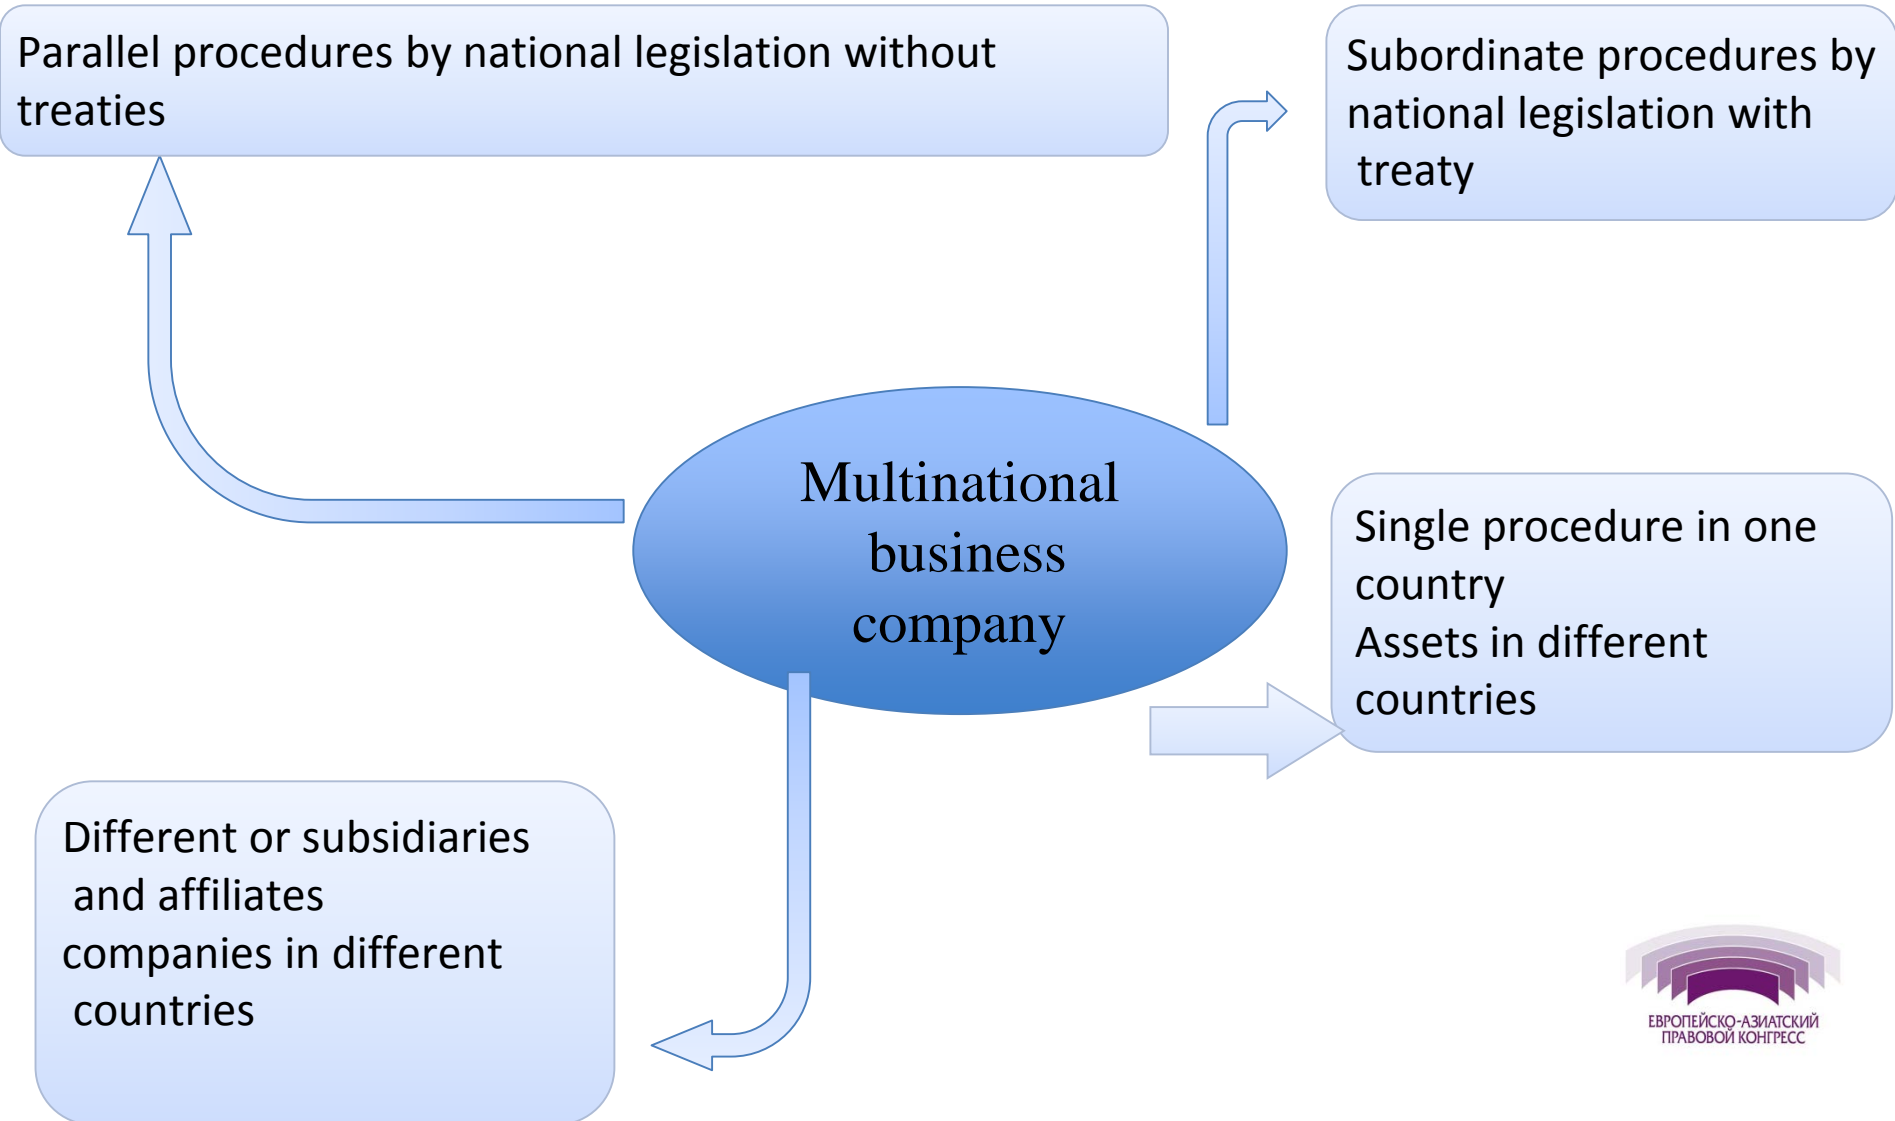 Parallel procedures by national legislation without
treaties
Subordinate procedures by
national legislation with
treaty
Multinational
business
company
Single procedure in one
country
Assets in different
countries
Different or subsidiaries
and affiliates
companies in different
countries
ЕВРОПЕЙСКО-АЗИАТСКИЙ
ПРАВОВОЙ КОНГРЕСС